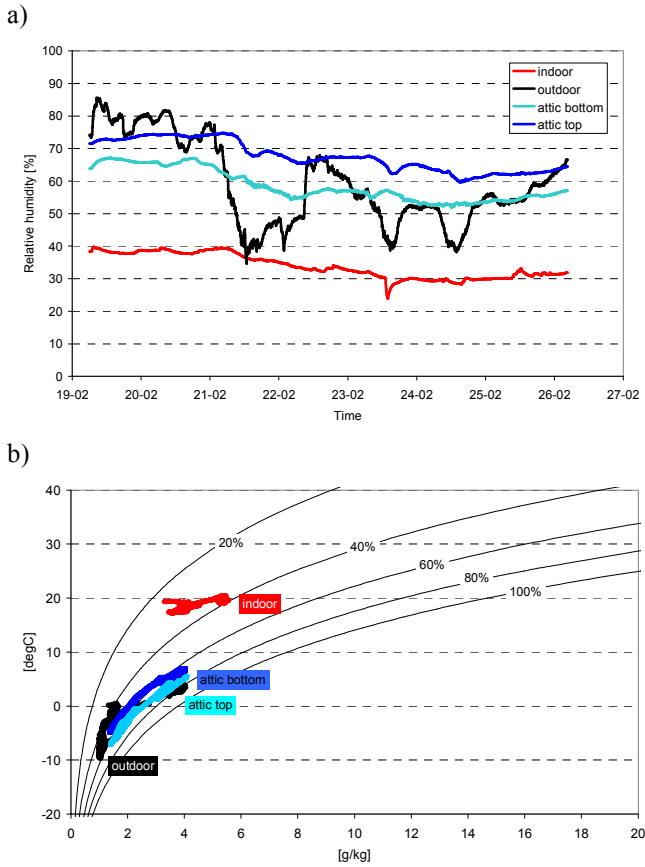 a)
100
90
80
70
60
50
40
30
20
10
0
Relative humidity [%]
indoor
outdoor
attic bottom
attic top
19-02 20-02 21-02 22-02 23-02 24-02 25-02 26-02 27-02
Time
b)
40
30
20
10
0
-10
-20
[degC]
20%
40%
60%
80%
100%
indoor
attic bottom
attic top
outdoor
0 2 4 6 8 10 12 14 16 18 20
[g/kg]